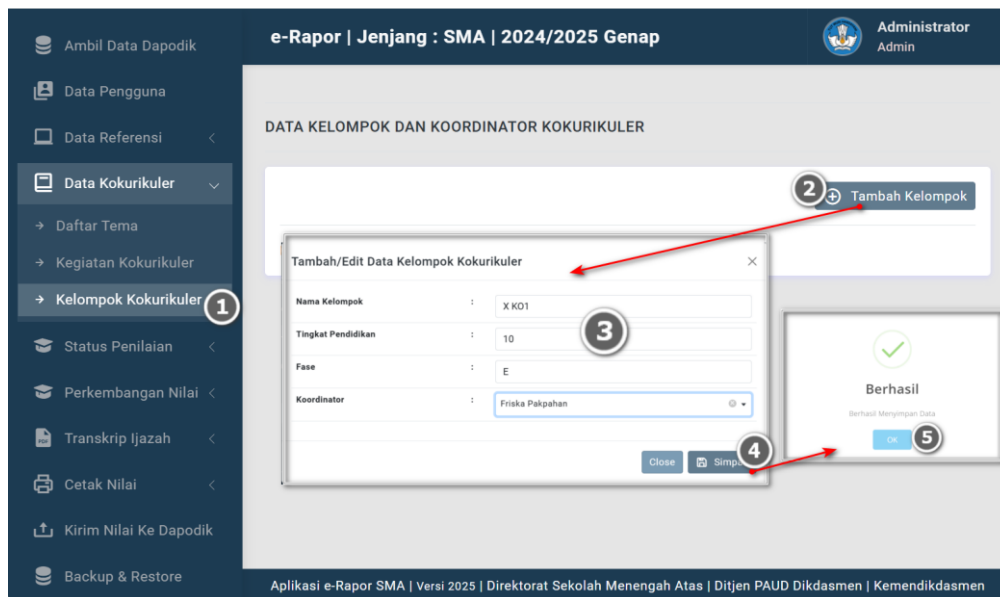 e-Rapor | Jenjang : SMA | 2024/2025 Genap
Administrator
Admin
Ambil Data Dapodik
Data Pengguna
Data Referensi
Data Kokurikuler
Daftar Tema
Kegiatan Kokurikuler
Kelompok Kokurikuler
1
Status Penilaian
Perkembangan Nilai
Transkrip Ijazah
Cetak Nilai
Kirim Nilai Ke Dapodik
Backup & Restore
DATA KELOMPOK DAN KOORDINATOR KOKURIKULER
2
Tambah Kelompok
Tambah/Edit Data Kelompok Kokurikuler
Nama Kelompok : X KO1
3
Tingkat Pendidikan : 10
Fase : E
Koordinator : Friska Pakpahan
Close
Simpa
4
Berhasil
Berhasil Menyimpan Data
OK
5
Aplikasi e-Rapor SMA | Versi 2025 | Direktorat Sekolah Menengah Atas | Ditjen PAUD Dikdasmen | Kemendikdasmen